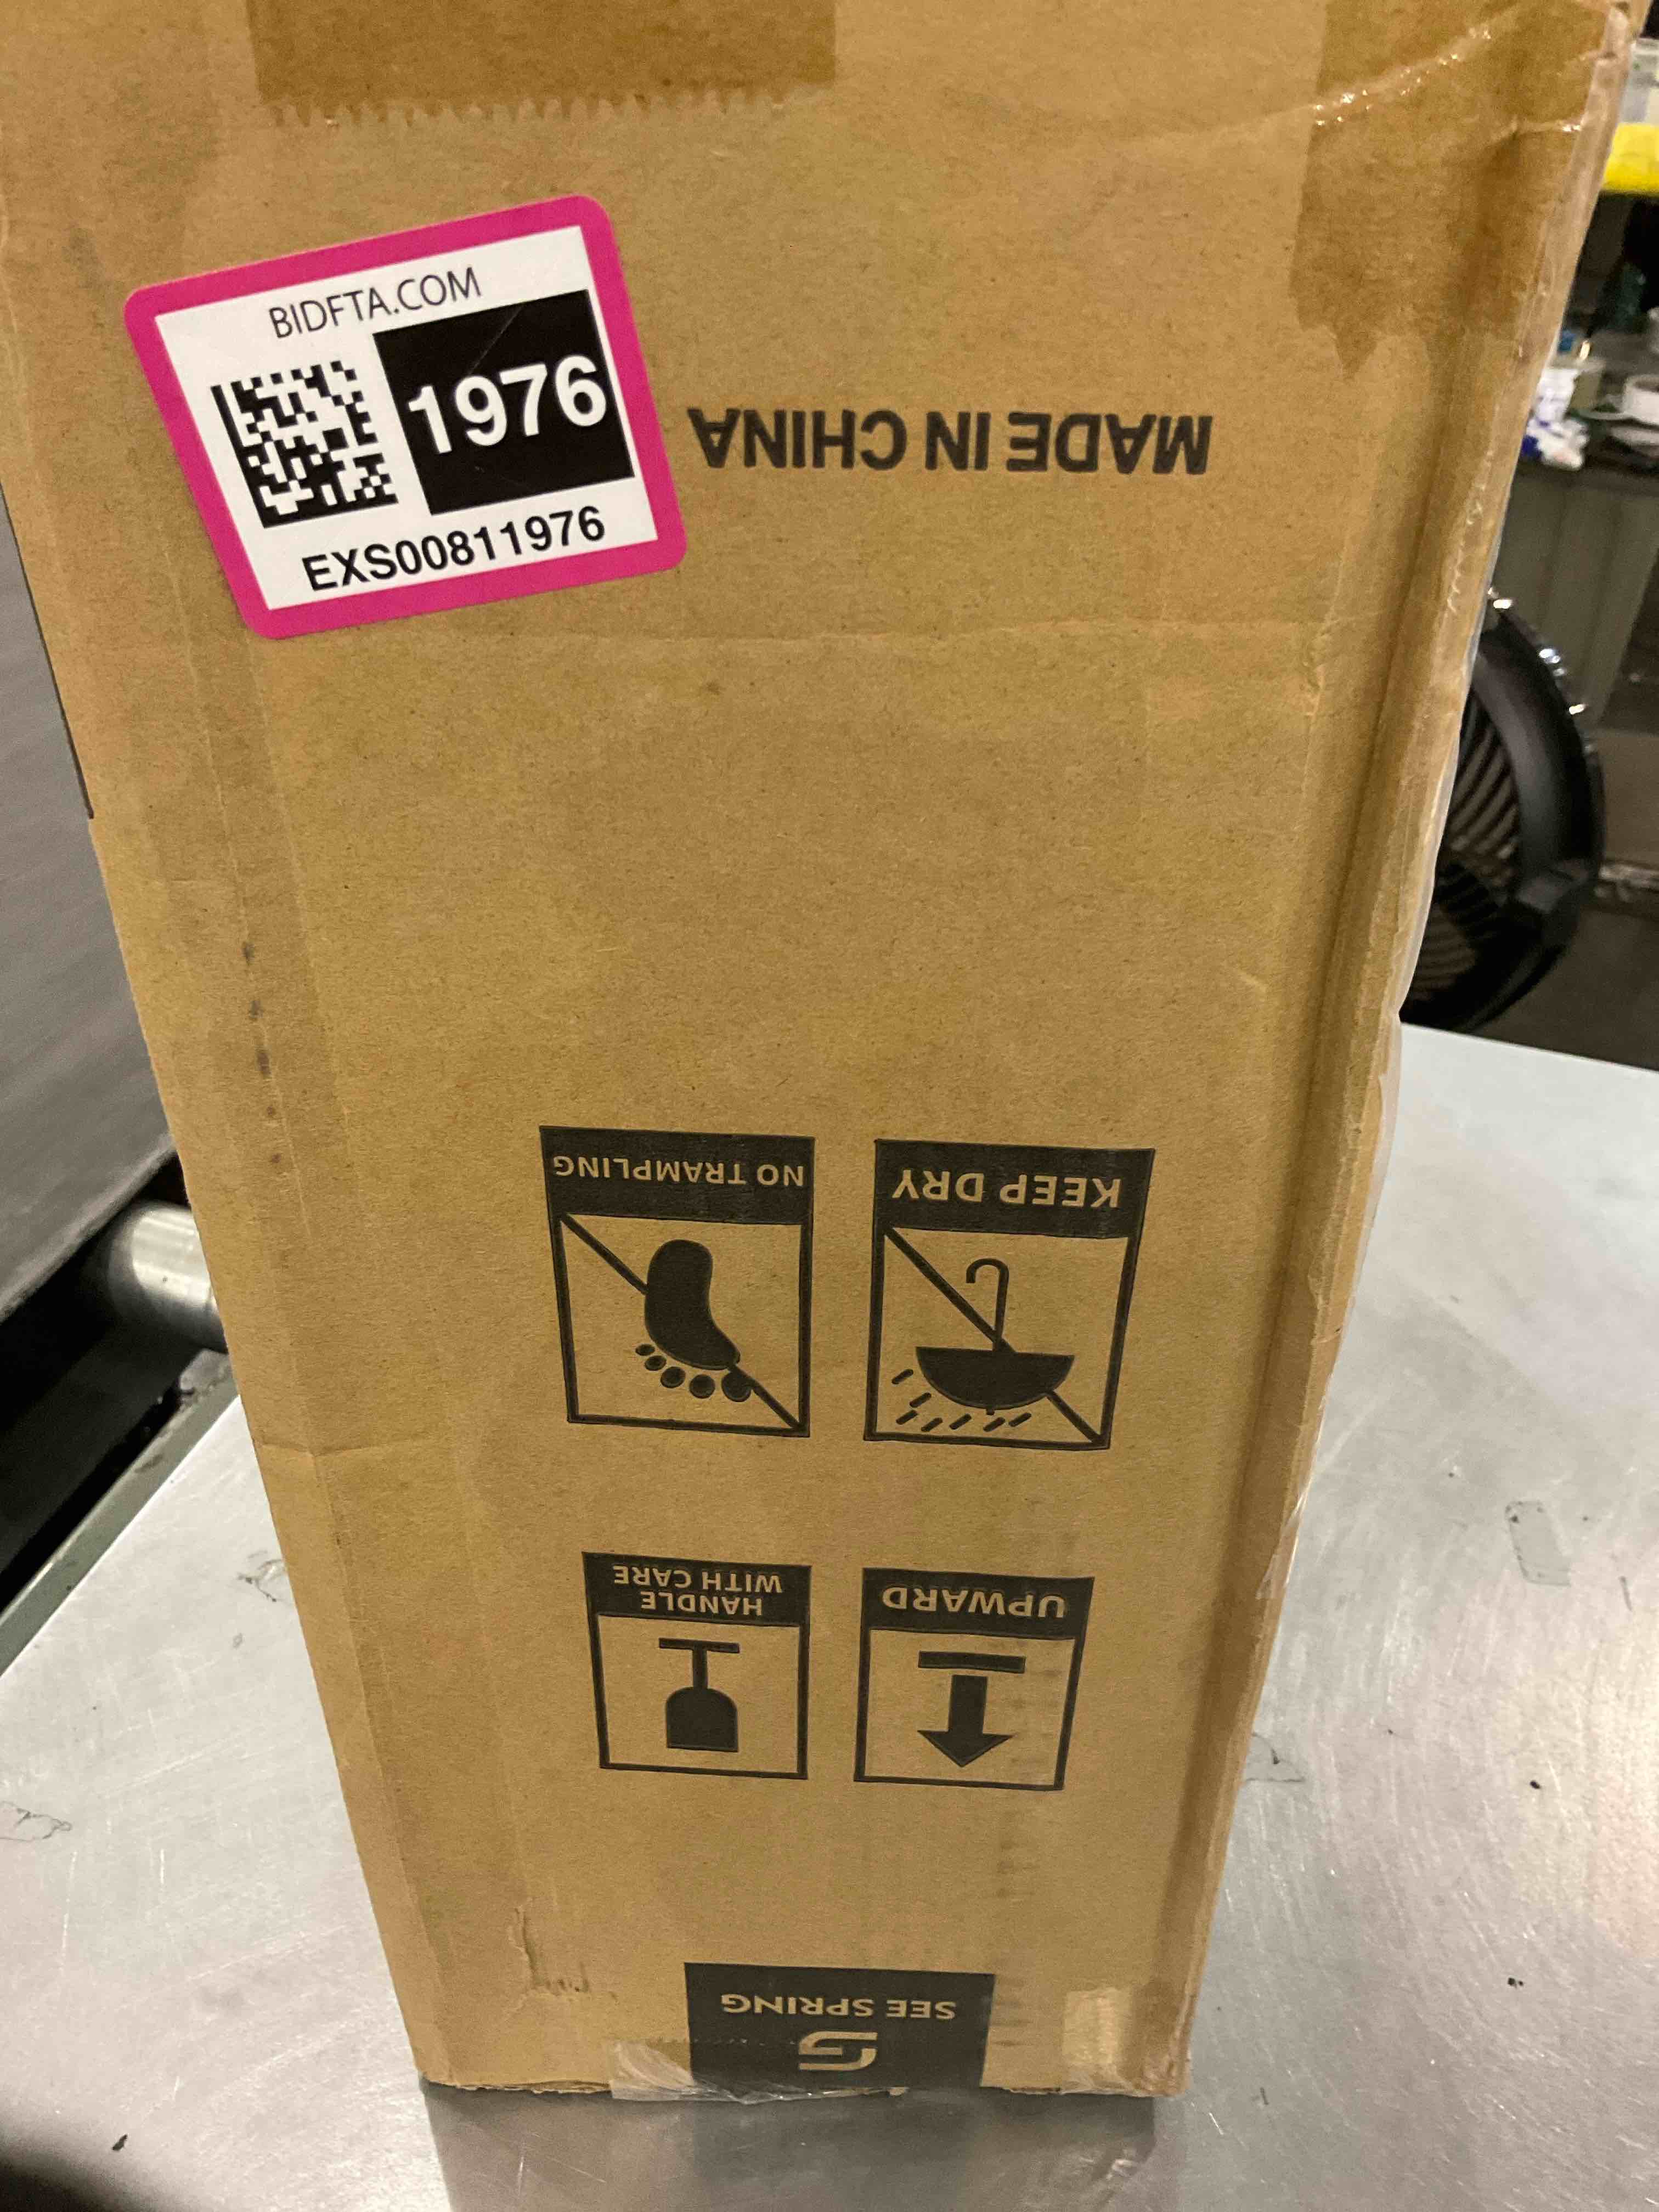 BIDFTA.COM
1976
EXS00811976
MADE IN CHINA
NO TRAMPLING
KEEP DRY
HANDLE
WITH CARE
UPWARD
SEE SPRING